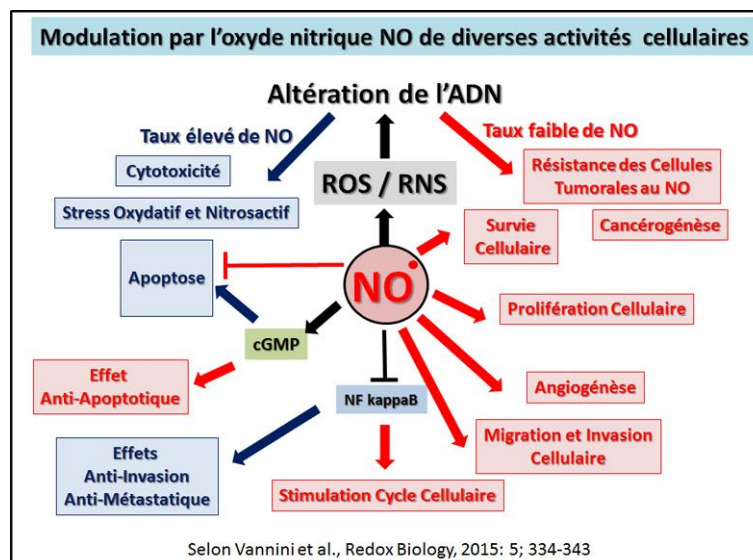 Modulation par l'oxyde nitrique NO de diverses activités cellulaires
Altération de l'ADN
Taux élevé de NO
Taux faible de NO
Cytotoxicité
ROS / RNS
Résistance des Cellules
Tumorales au NO
Stress Oxydatif et Nitrosactif
Survie
Cellulaire
Cancérogénèse
Apoptose
NO•
Prolifération Cellulaire
cGMP
Effet
Anti-Apoptotique
NF kappaB
Angiogénèse
Migration et Invasion
Cellulaire
Effets
Anti-Invasion
Anti-Métastatique
Stimulation Cycle Cellulaire
Selon Vannini et al., Redox Biology, 2015: 5; 334-343